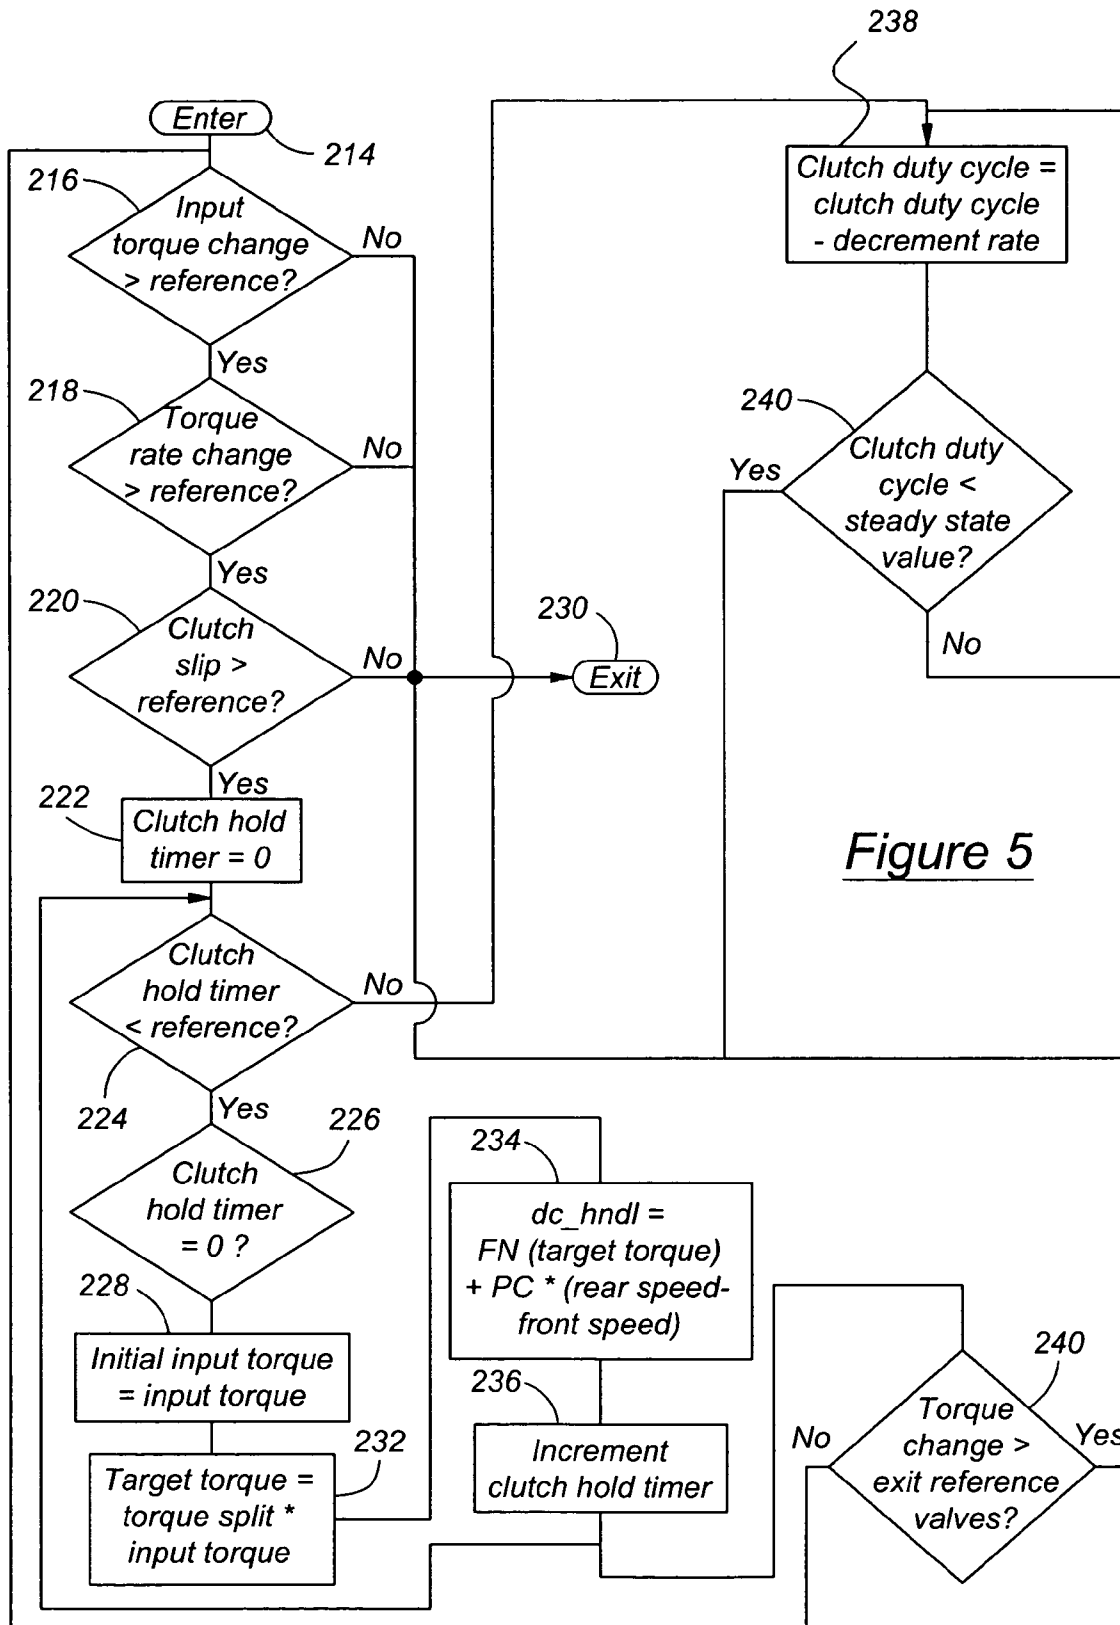 Enter
214
216
Input
torque change
> reference?
No
Yes
218
Torque
rate change
> reference?
No
Yes
220
Clutch
slip >
reference?
No
Yes
230
Exit
222
Clutch hold
timer = 0
Clutch
hold timer
< reference?
No
224
Yes
226
Clutch
hold timer
= 0 ?
228
Initial input torque
= input torque
232
Target torque =
torque split *
input torque
234
dc_hndl =
FN (target torque)
+ PC * (rear speed-
front speed)
236
Increment
clutch hold timer
238
Clutch duty cycle =
clutch duty cycle
- decrement rate
240
Clutch duty
cycle <
steady state
value?
Yes
No
Figure 5
240
Torque
change >
exit reference
valves?
No
Yes